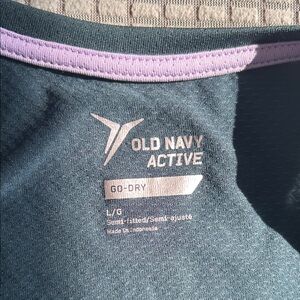 OLD NAVY
ACTIVE
GO-DRY
L/G
Semi-fitted/Semi-ajusté
Made in Indonesia